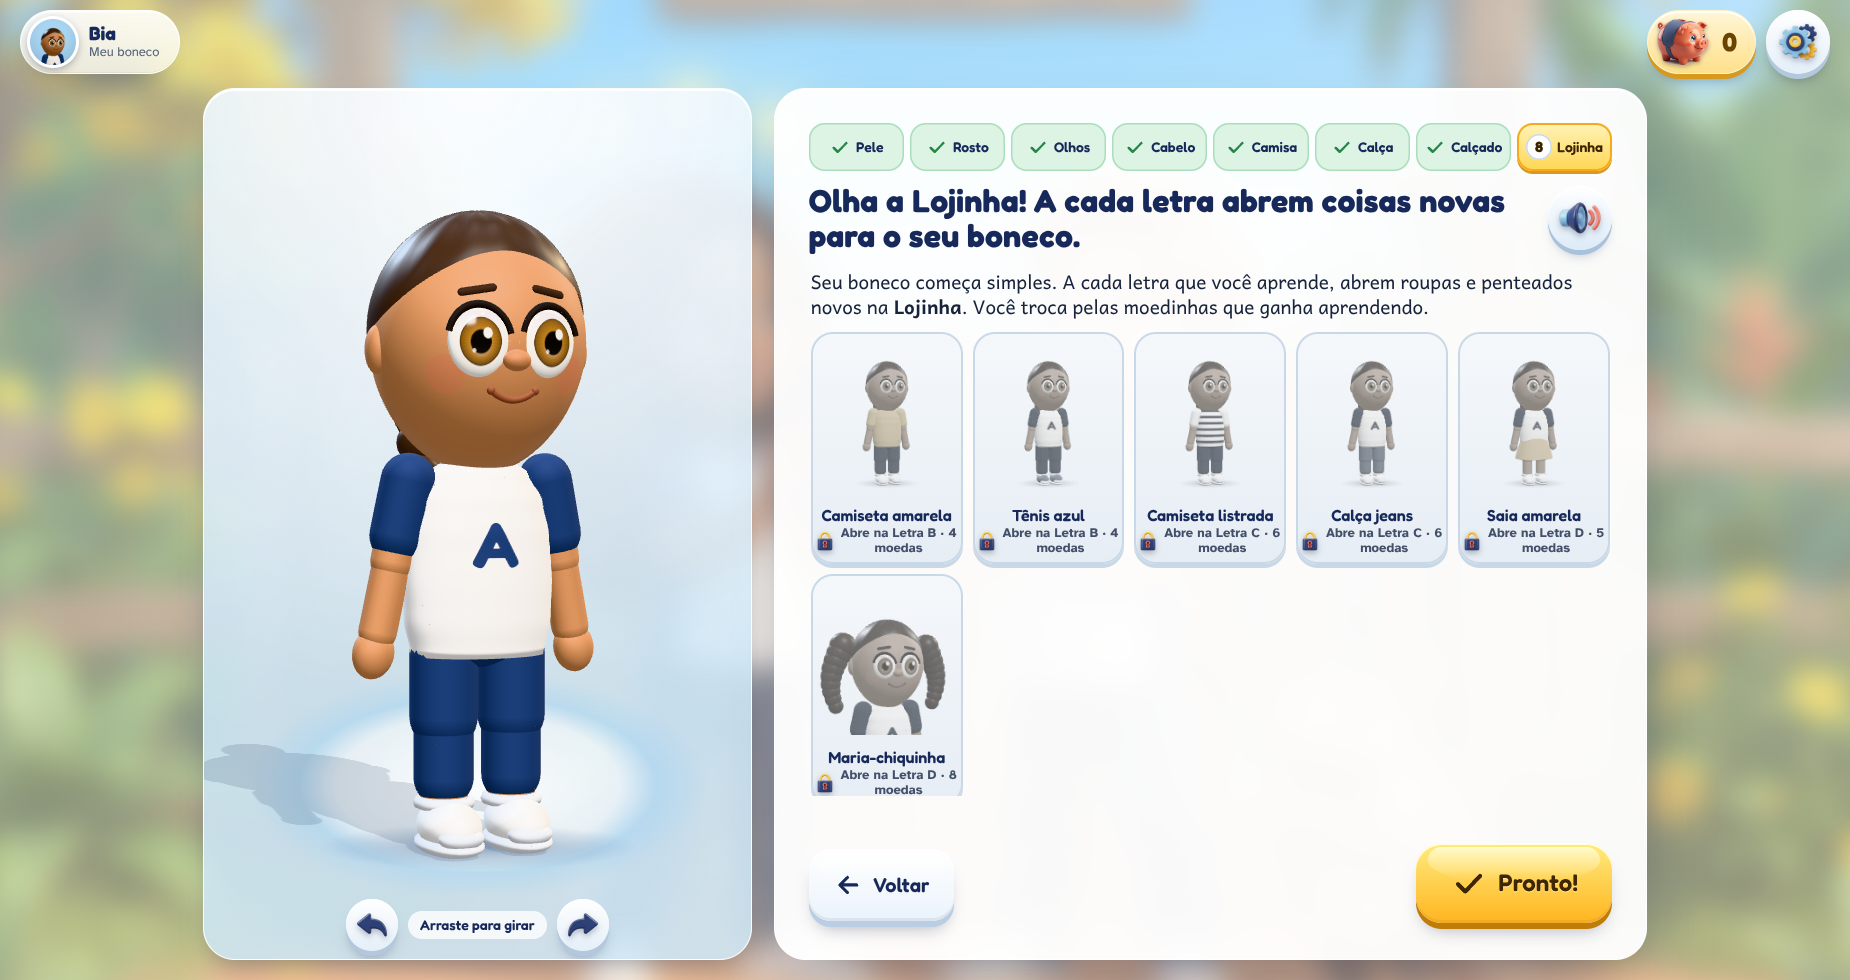 Bia
Meu boneco
0
Pele
Rosto
Olhos
Cabelo
Camisa
Calça
Calçado
8 Lojinha
Olha a Lojinha! A cada letra abrem coisas novas
para o seu boneco.
Seu boneco começa simples. A cada letra que você aprende, abrem roupas e penteados
novos na Lojinha. Você troca pelas moedinhas que ganha aprendendo.
A
A
A
A
Camiseta amarela
Abre na Letra B · 4
moedas
Tênis azul
Abre na Letra B · 4
moedas
Camiseta listrada
Abre na Letra C · 6
moedas
Calça jeans
Abre na Letra C · 6
moedas
Saia amarela
Abre na Letra D · 5
moedas
A
Maria-chiquinha
Abre na Letra D · 8
moedas
Voltar
Pronto!
Arraste para girar